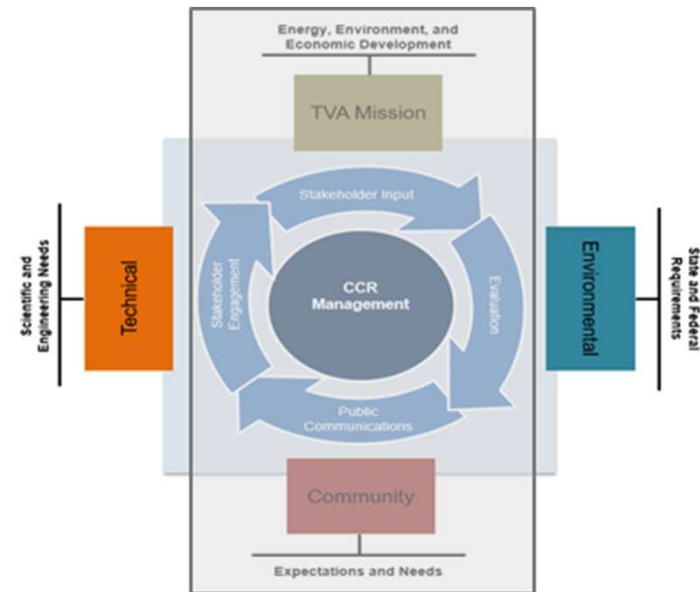 Energy, Environment, and
Economic Development
TVA Mission
Stakeholder Input
Scientific and
Engineering Needs
Technical
Stakeholder
Engagement
CCR
Management
Evaluation
Environmental
State and Federal
Requirements
Public
Communications
Community
Expectations and Needs